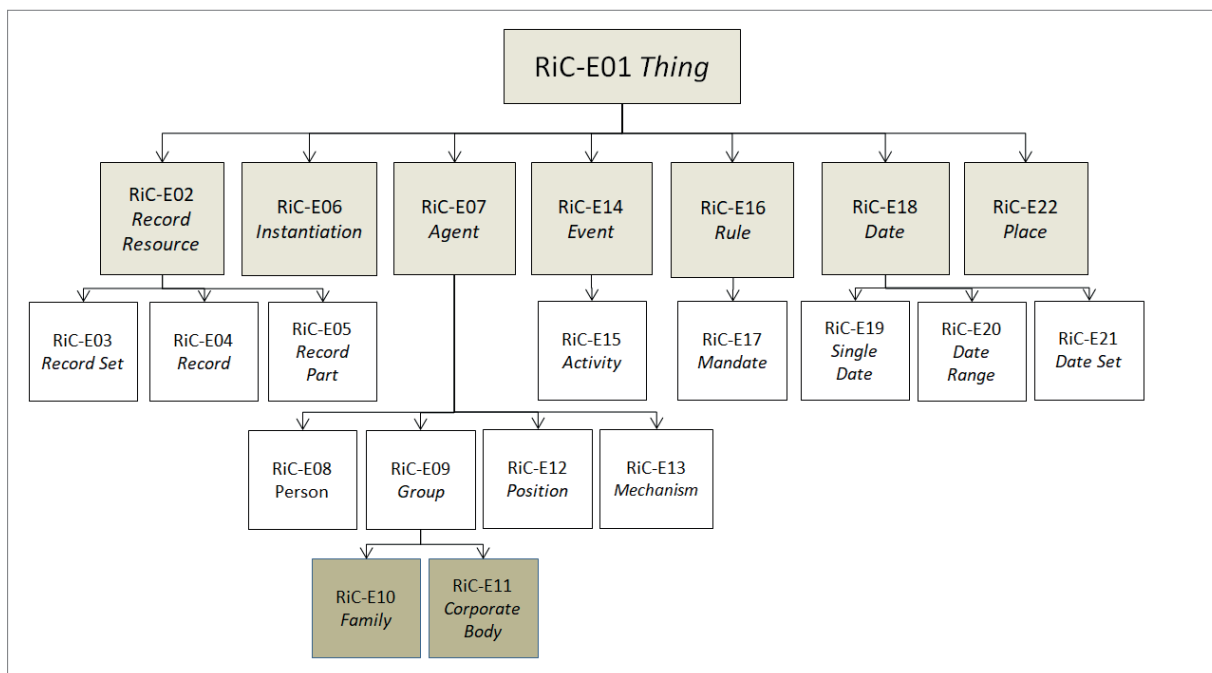 RiC-E01 Thing
RiC-E02
Record
Resource
RiC-E06
Instantiation
RiC-E07
Agent
RiC-E14
Event
RiC-E16
Rule
RiC-E18
Date
RiC-E22
Place
RiC-E03
Record Set
RiC-E04
Record
RiC-E05
Record
Part
RiC-E15
Activity
RiC-E17
Mandate
RiC-E19
Single
Date
RiC-E20
Date
Range
RiC-E21
Date Set
RiC-E08
Person
RiC-E09
Group
RiC-E12
Position
RiC-E13
Mechanism
RiC-E10
Family
RiC-E11
Corporate
Body